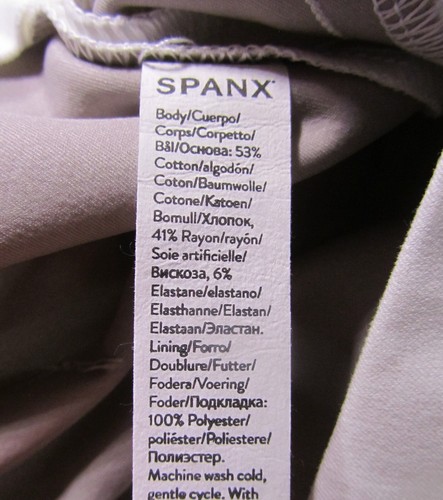 SPANX
Body/Cuerpo/
Corps/Corpetto/
Bål/Основа: 53%
Cotton/algodón/
Coton/Baumwolle/
Cotone/Katoen/
Bomull/Хлопок,
41% Rayon/rayón/
Soie artificielle/
Вискоза, 6%
Elastane/elastano/
Elasthanne/Elastan/
Elastaan/Эластан.
Lining/Forro/
Doublure/Futter/
Fodera/Voering/
Foder/Подкладка:
100% Polyester/
poliéster/Poliestere/
Полиэстер.
Machine wash cold,
gentle cycle. With